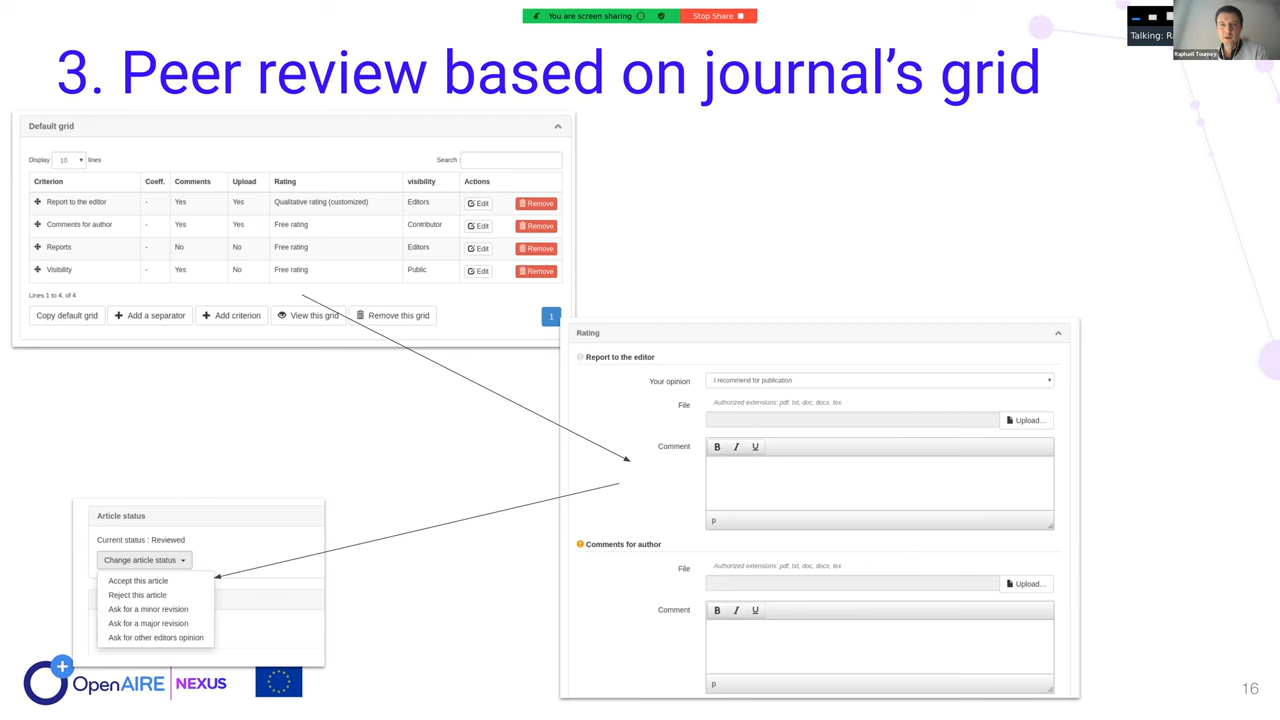 You are screen sharing
Stop Share
Talking: R
Raphaël Tournoy
3. Peer review based on journal's grid
Default grid
Display 10 lines
Search :
Criterion Coeff. Comments Upload Rating visibility Actions
Report to the editor - Yes Yes Qualitative rating (customized) Editors Edit Remove
Comments for author - Yes Yes Free rating Contributor Edit Remove
Reports - No No Free rating Editors Edit Remove
Visibility - Yes No Free rating Public Edit Remove
Lines 1 to 4, of 4
Copy default grid Add a separator Add criterion View this grid Remove this grid 1
Rating
Report to the editor
Your opinion I recommend for publication
File Authorized extensions: pdf, txt, doc, docx, tex
Upload...
Comment B I U
p
Comments for author
File Authorized extensions: pdf, txt, doc, docx, tex
Upload...
Comment B I U
p
Article status
Current status : Reviewed
Change article status
Accept this article
Reject this article
Ask for a minor revision
Ask for a major revision
Ask for other editors opinion
OpenAIRE NEXUS
16